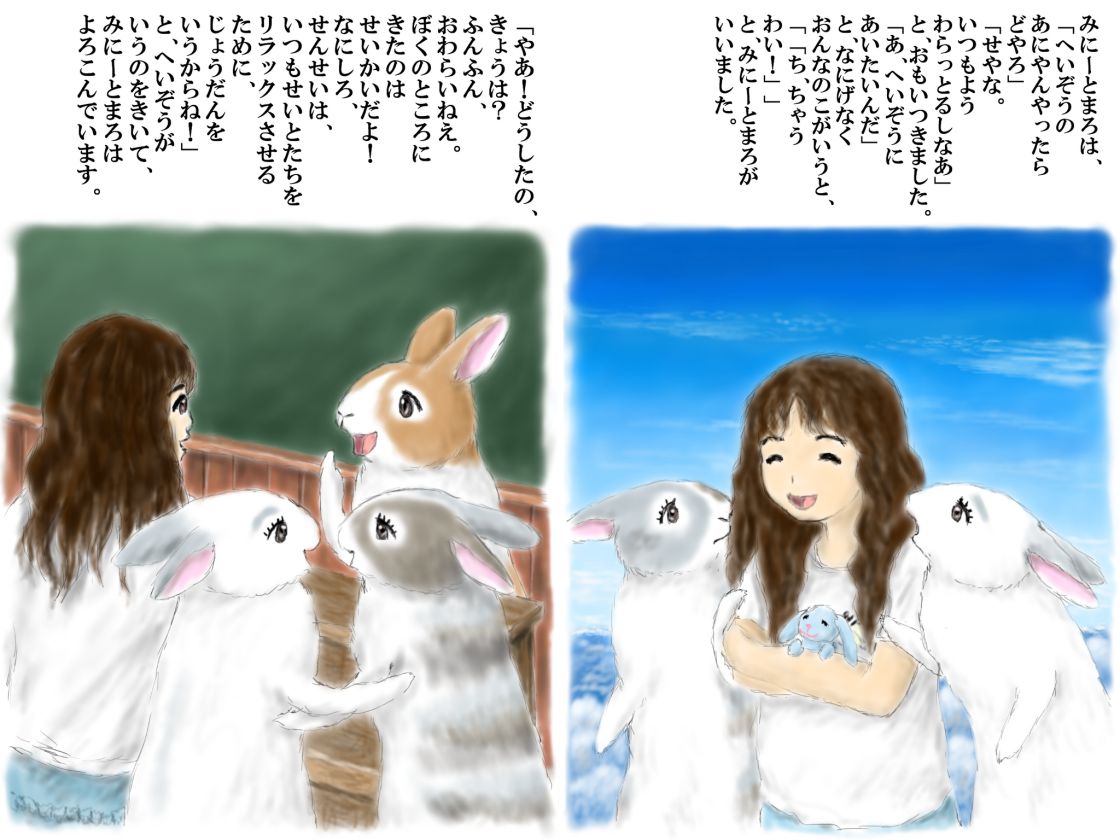 みにーとまろは、
「へいぞうの
あにやんやったら
どやろ」
「せやな。
いつもよう
わらっとるしなあ」
と、おもいつきました。
「あ、へいぞうに
あいたいんだ」
と、なにげなく
おんなのこがいうと、
「「ち、ちゃう
わい！」」
と、みにーとまろが
いいました。
「やあ！どうしたの、
きょうは？
ふんふん、
おわらいねえ。
ぼくのところに
きたのは
せいかいだよ！
なにしろ、
せんせいは、
いつもせいとたちを
リラックスさせる
ために、
じょうだんを
いうからね！」
と、へいぞうが
いうのをきいて、
みにーとまろは
よろこんでいます。